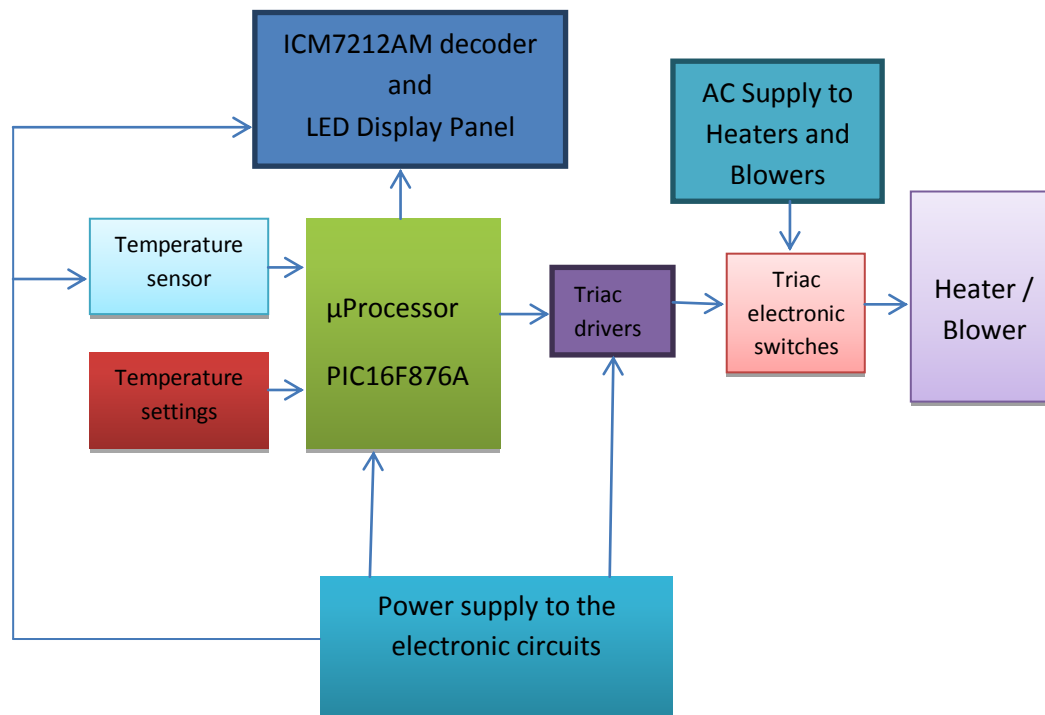 ICM7212AM decoder
and
LED Display Panel
AC Supply to
Heaters and
Blowers
Temperature
sensor
µProcessor
PIC16F876A
Triac
drivers
Triac
electronic
switches
Heater /
Blower
Temperature
settings
Power supply to the
electronic circuits